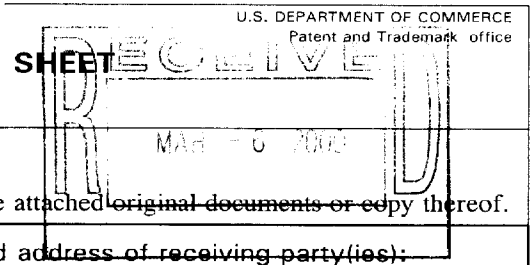 U.S. DEPARTMENT OF COMMERCE
Patent and Trademark office
SHEET
RECEIVED
MAR - 6 2000
e attached original documents or copy thereof.
d address of receiving party(ies):